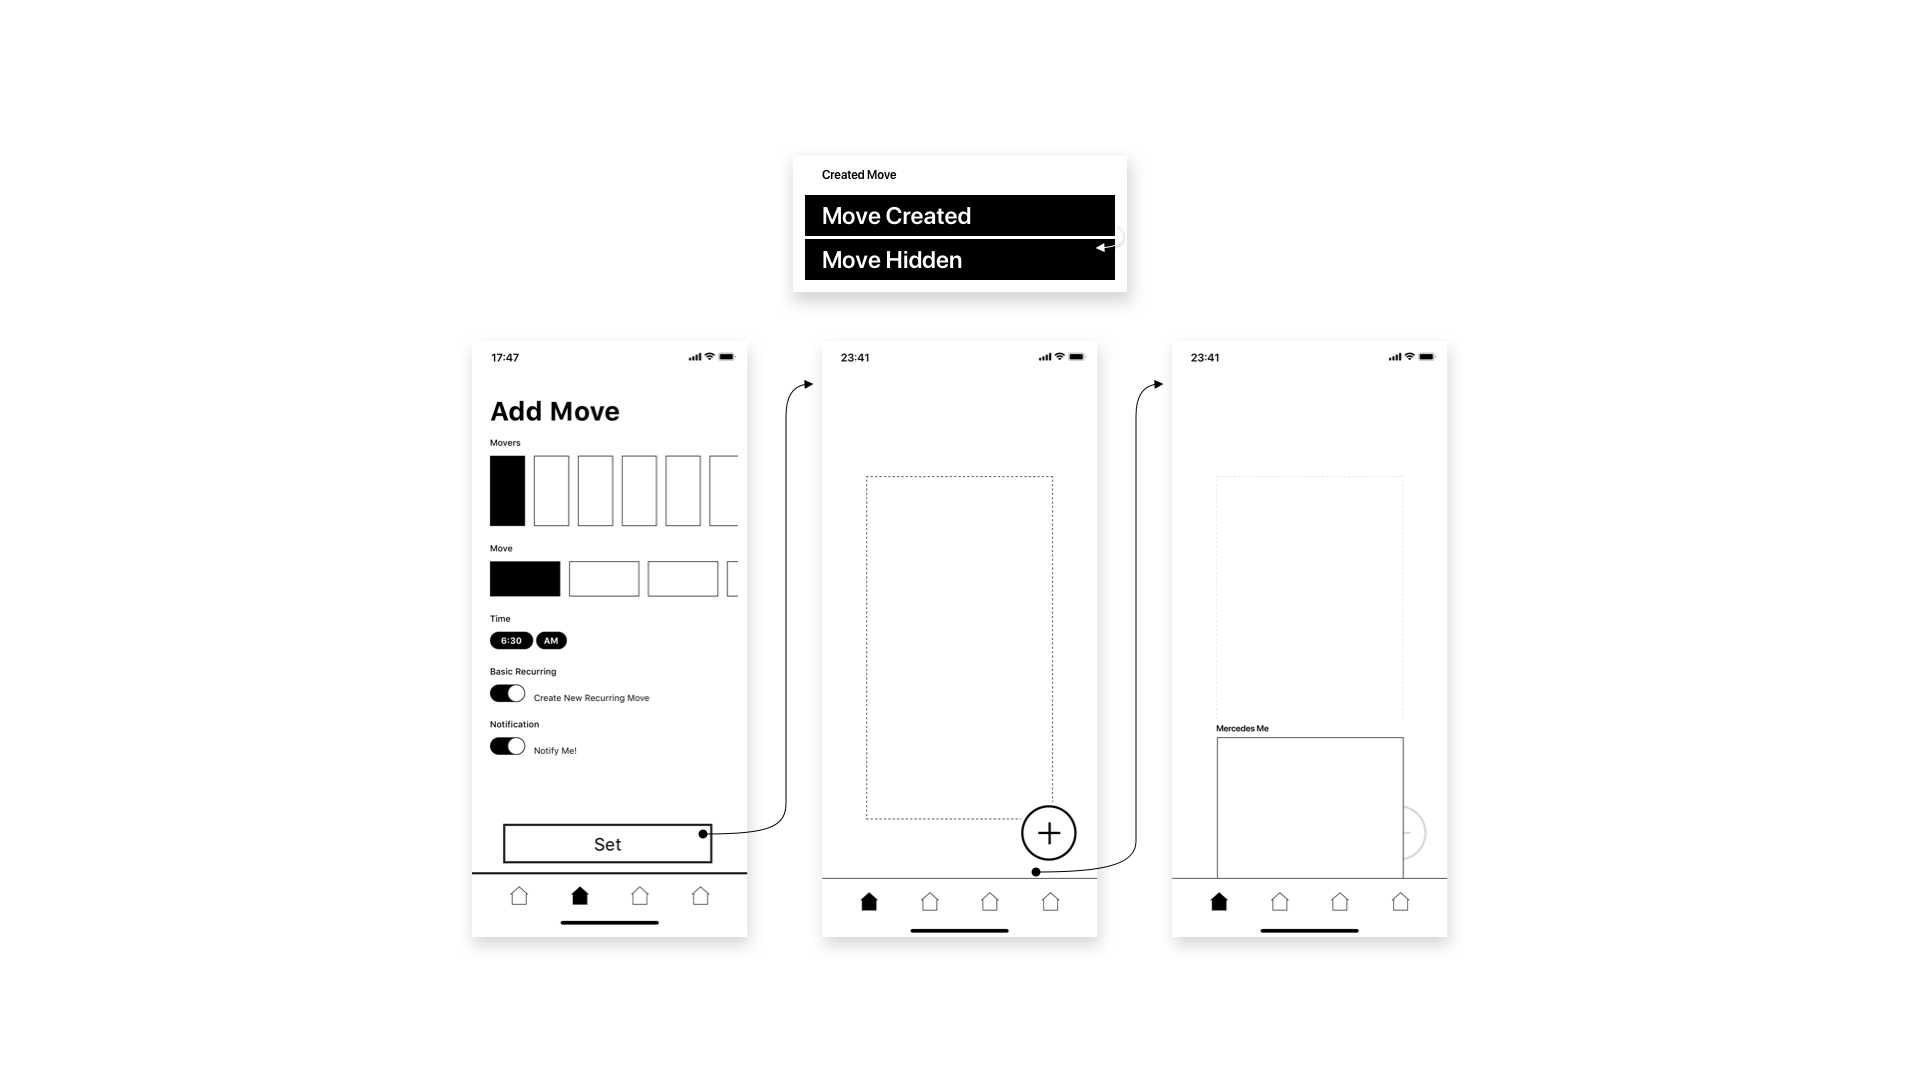 Created Move
Move Created
Move Hidden
17:47
Add Move
Movers
Move
Time
6:30 AM
Basic Recurring
Create New Recurring Move
Notification
Notify Me!
Set
23:41
23:41
Mercedes Me